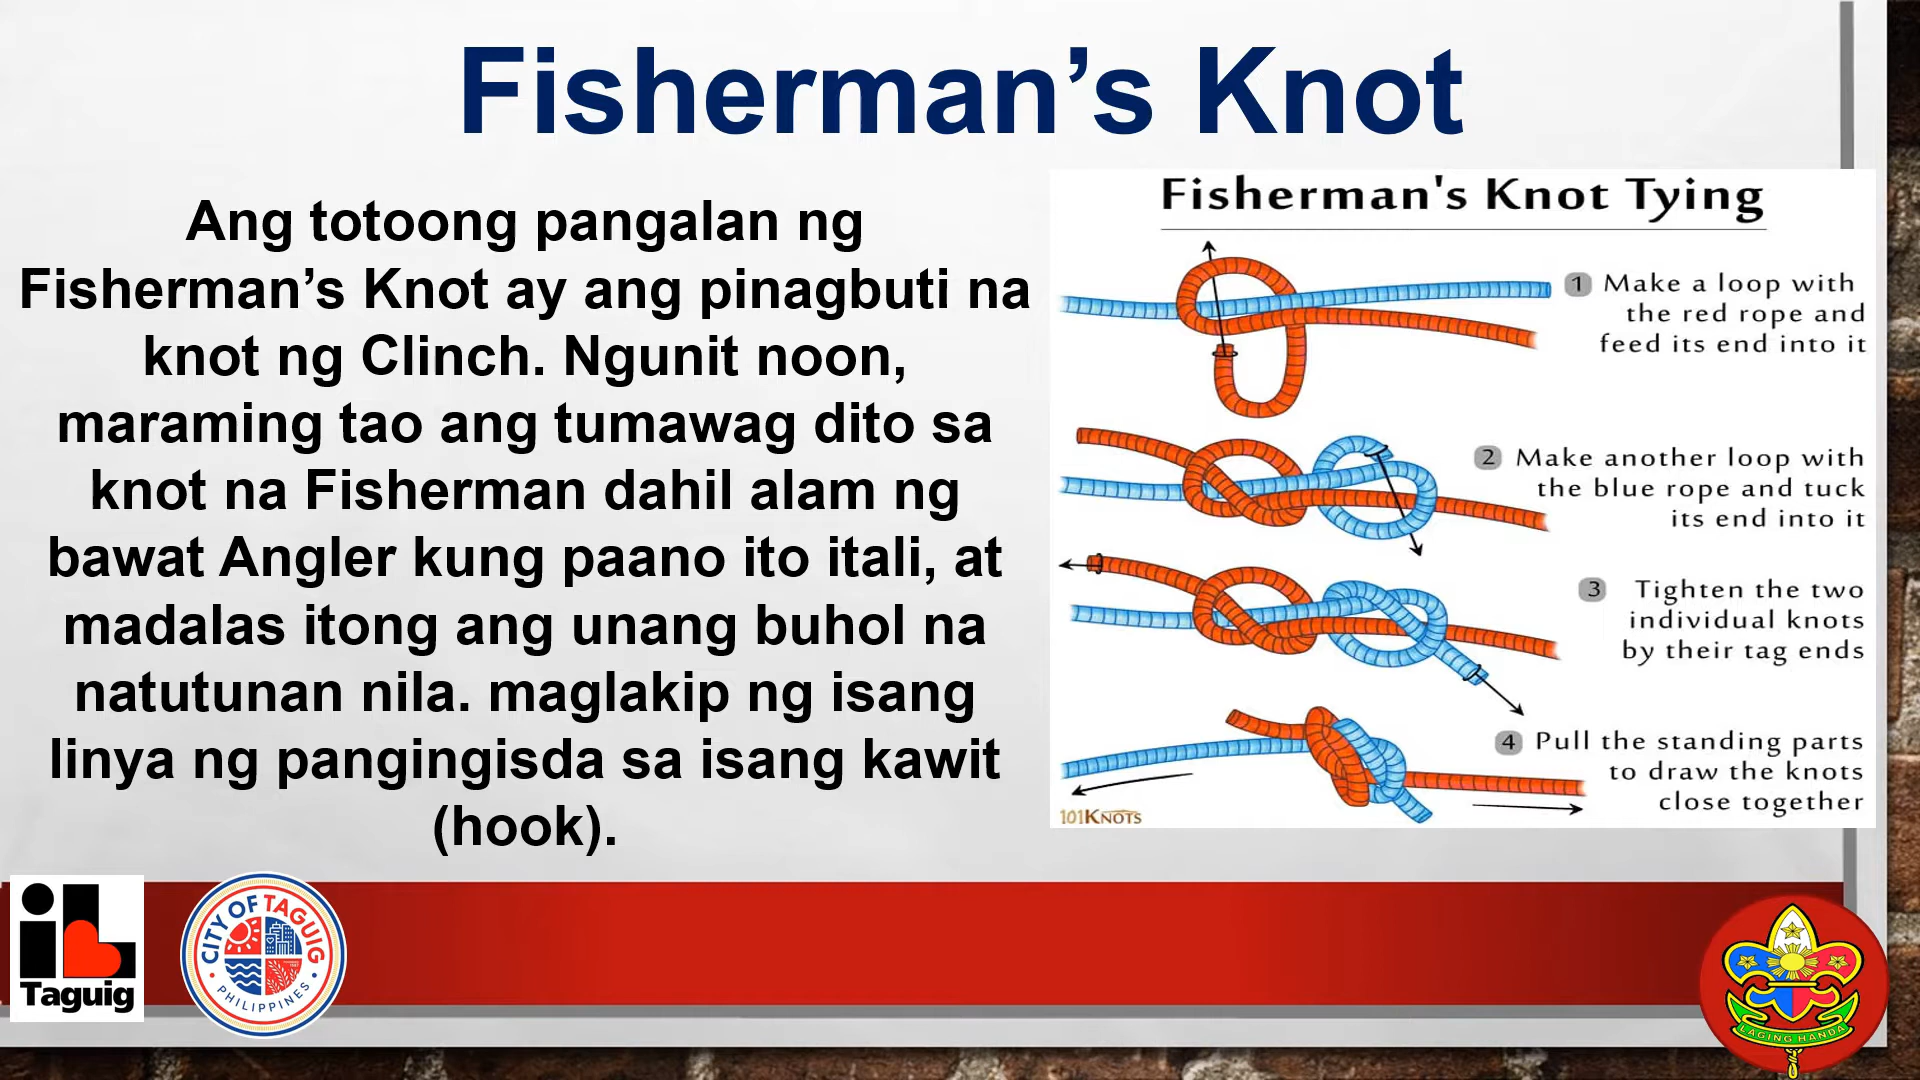 Fisherman’s Knot
Ang totoong pangalan ng
Fisherman’s Knot ay ang pinagbuti na
knot ng Clinch. Ngunit noon,
maraming tao ang tumawag dito sa
knot na Fisherman dahil alam ng
bawat Angler kung paano ito itali, at
madalas itong ang unang buhol na
natutunan nila. maglakip ng isang
linya ng pangingisda sa isang kawit
(hook).
Fisherman's Knot Tying
1 Make a loop with
the red rope and
feed its end into it
2 Make another loop with
the blue rope and tuck
its end into it
3 Tighten the two
individual knots
by their tag ends
4 Pull the standing parts
to draw the knots
close together
101KNOTS
iL
Taguig
CITY OF TAGUIG
PHILIPPINES
LAGING HANDA